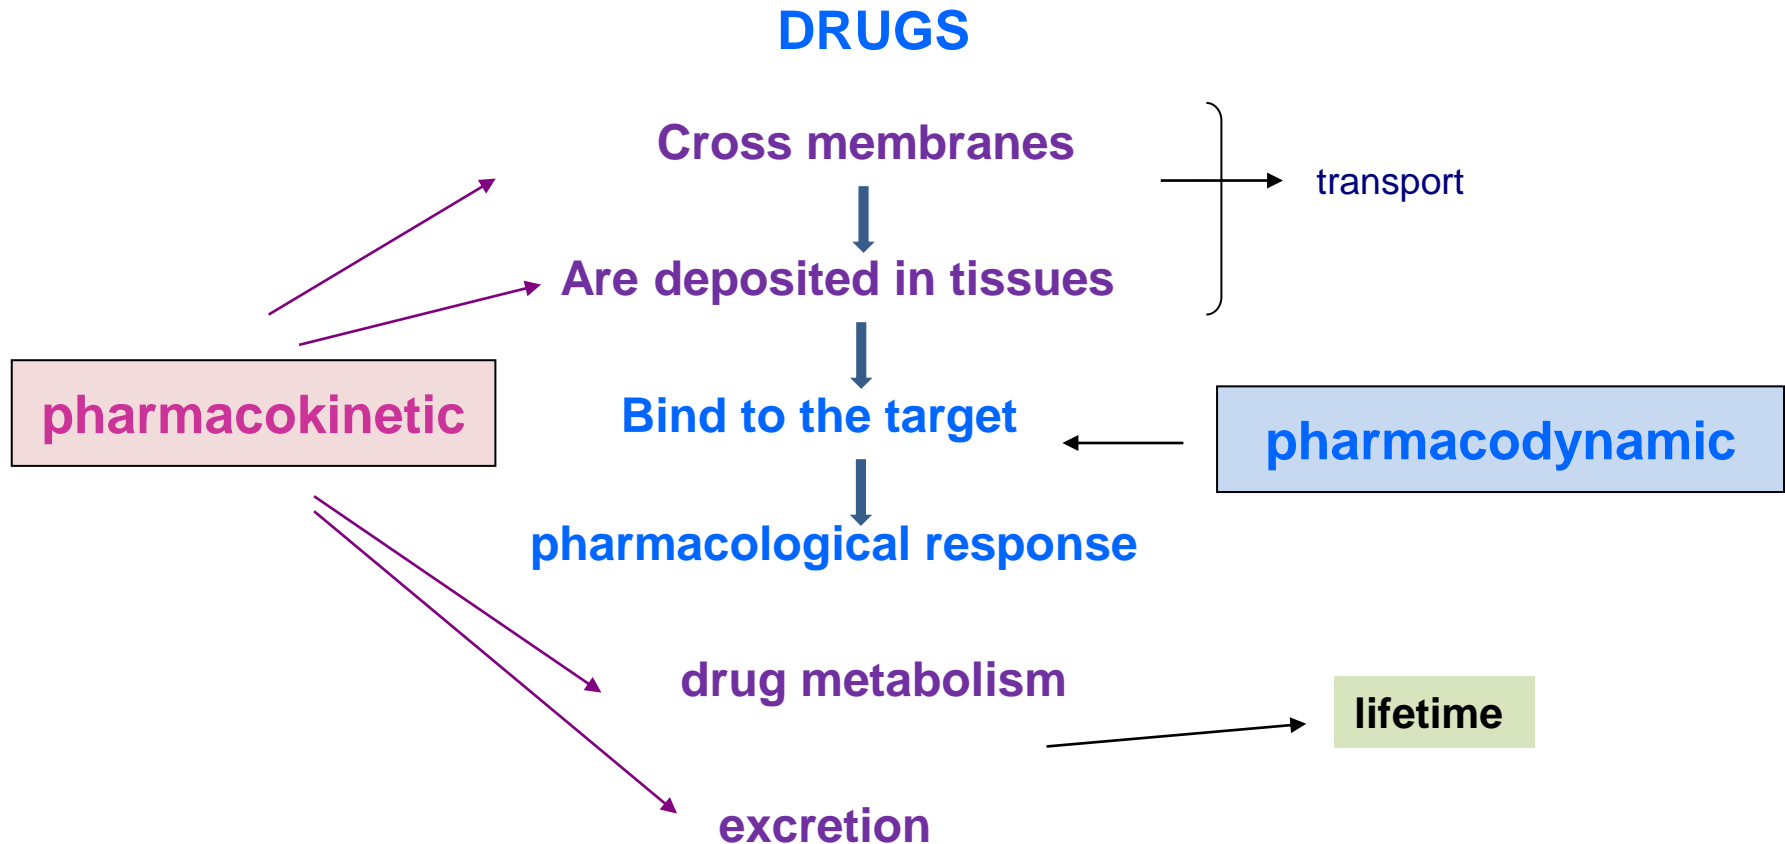 DRUGS
Cross membranes
transport
Are deposited in tissues
pharmacokinetic
Bind to the target
pharmacodynamic
pharmacological response
drug metabolism
lifetime
excretion